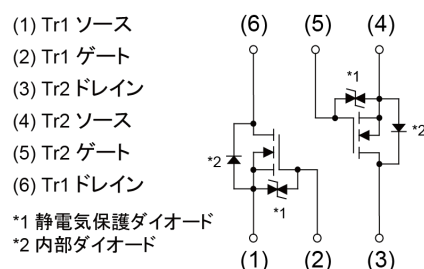 (1) Tr1 ソース
(2) Tr1 ゲート
(3) Tr2 ドレイン
(4) Tr2 ソース
(5) Tr2 ゲート
(6) Tr1 ドレイン
*1 静電気保護ダイオード
*2 内部ダイオード
(6) (5) (4)
*1
*2
*2
*1
(1) (2) (3)